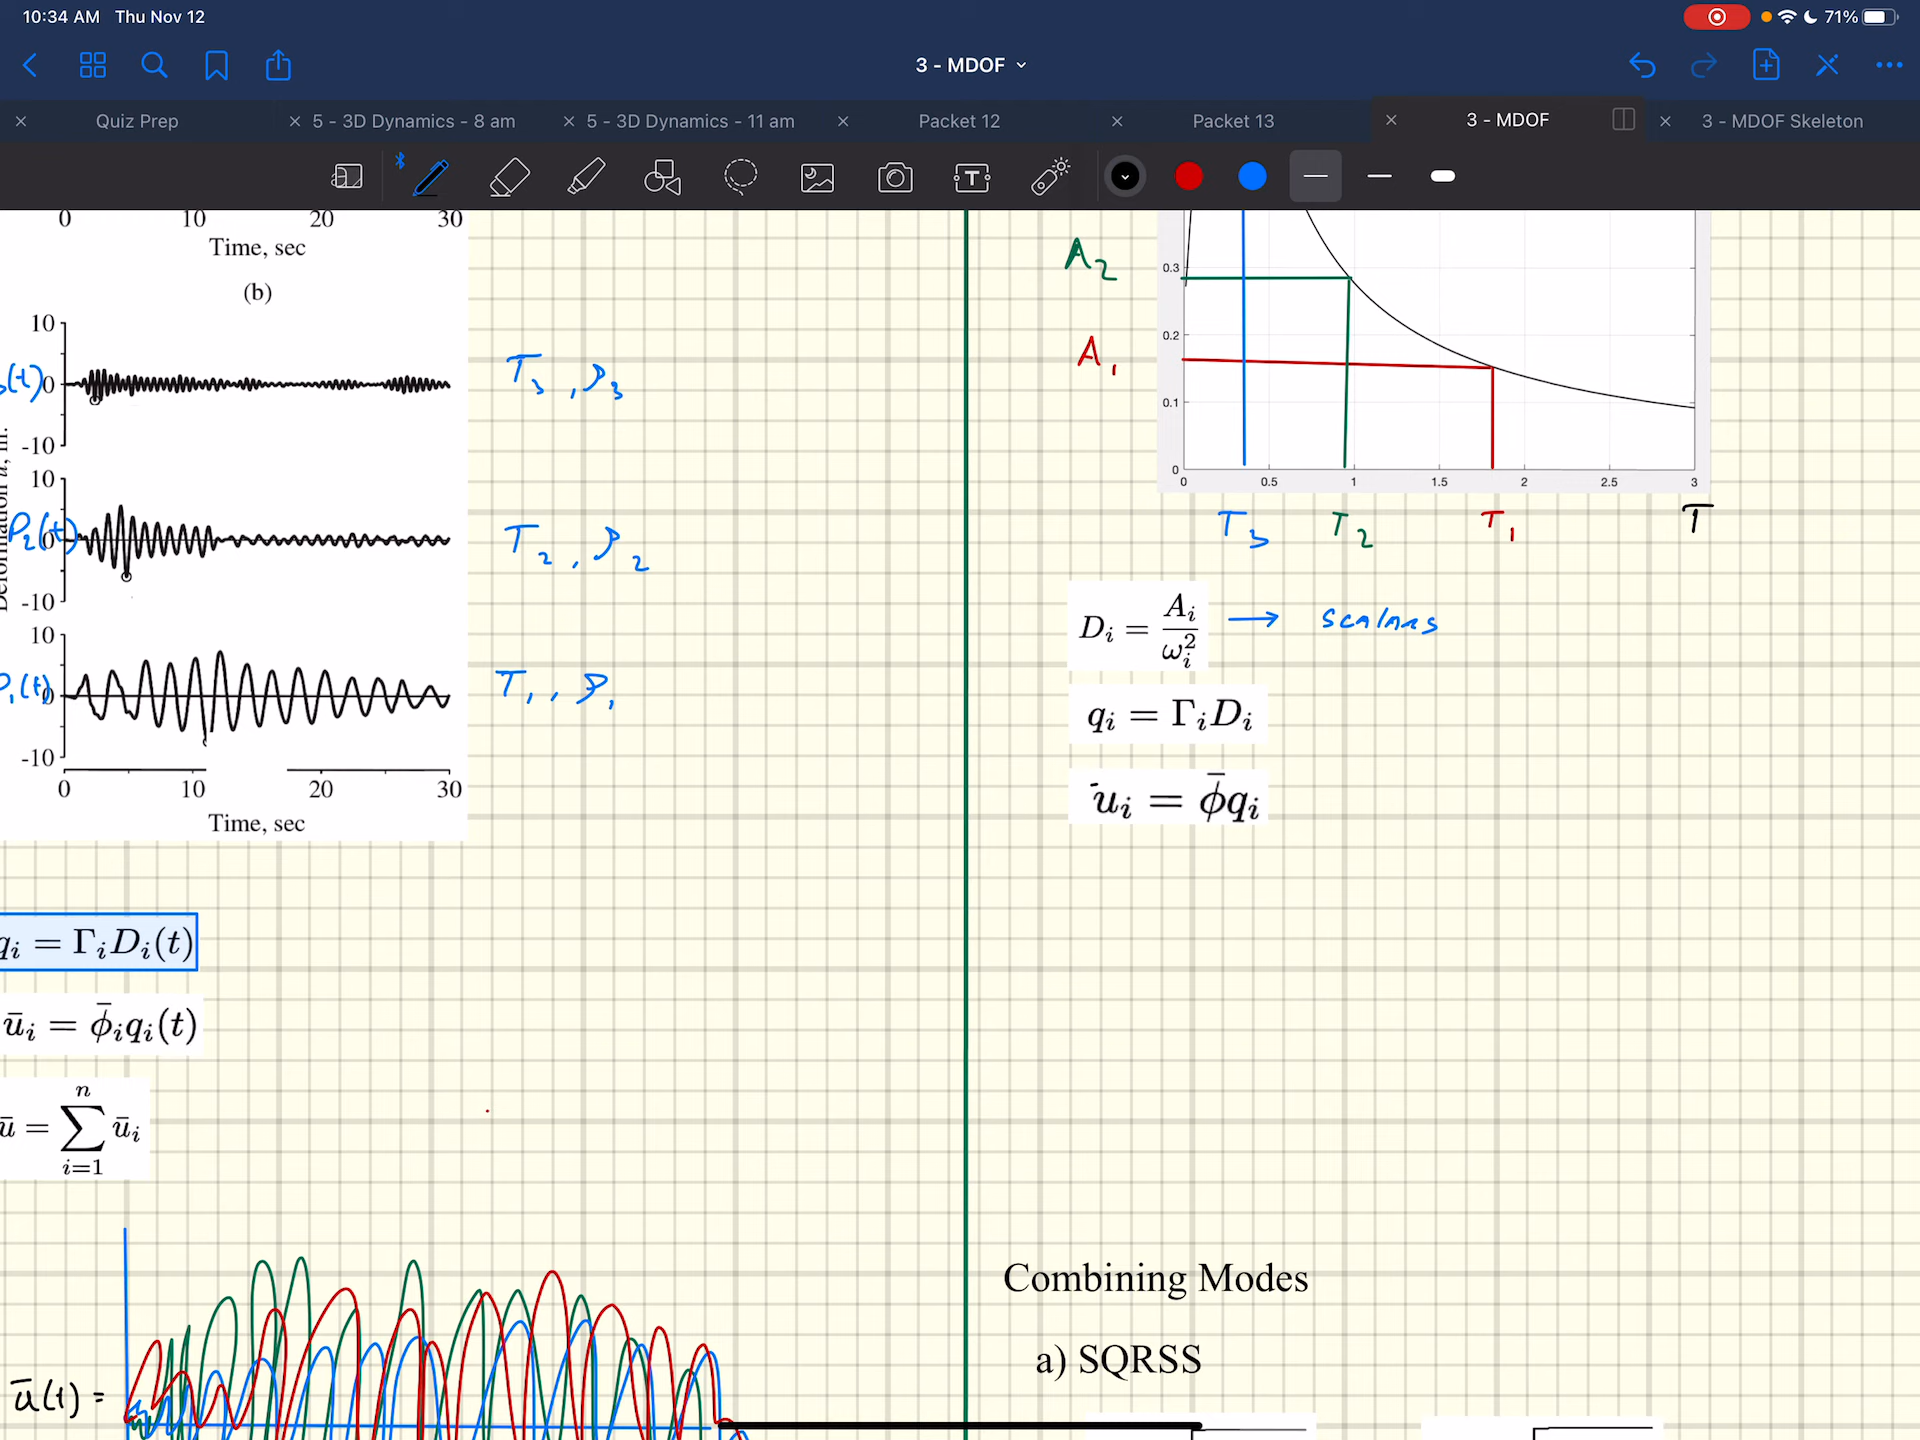 10:34 AM Thu Nov 12
71%
3 - MDOF
Quiz Prep
5 - 3D Dynamics - 8 am
5 - 3D Dynamics - 11 am
Packet 12
Packet 13
3 - MDOF
3 - MDOF Skeleton
0 10 20 30
Time, sec
(b)
10
0
-10
T₃, ρ₃
10
D₂(t) 0
-10
T₂, ρ₂
10
D₁(t) 0
-10
T₁, ρ₁
0 10 20 30
Time, sec
qᵢ = ΓᵢDᵢ(t)
ūᵢ = ϕ̄ᵢqᵢ(t)
n
ū = ∑ ūᵢ
i=1
ū(t) =
A₂
A₁
0.3
0.2
0.1
0
0 0.5 1 1.5 2 2.5 3
T₃ T₂ T₁ T
Dᵢ = Aᵢ/ωᵢ² → scalars
qᵢ = ΓᵢDᵢ
ūᵢ = ϕ̄qᵢ
Combining Modes
a) SQRSS